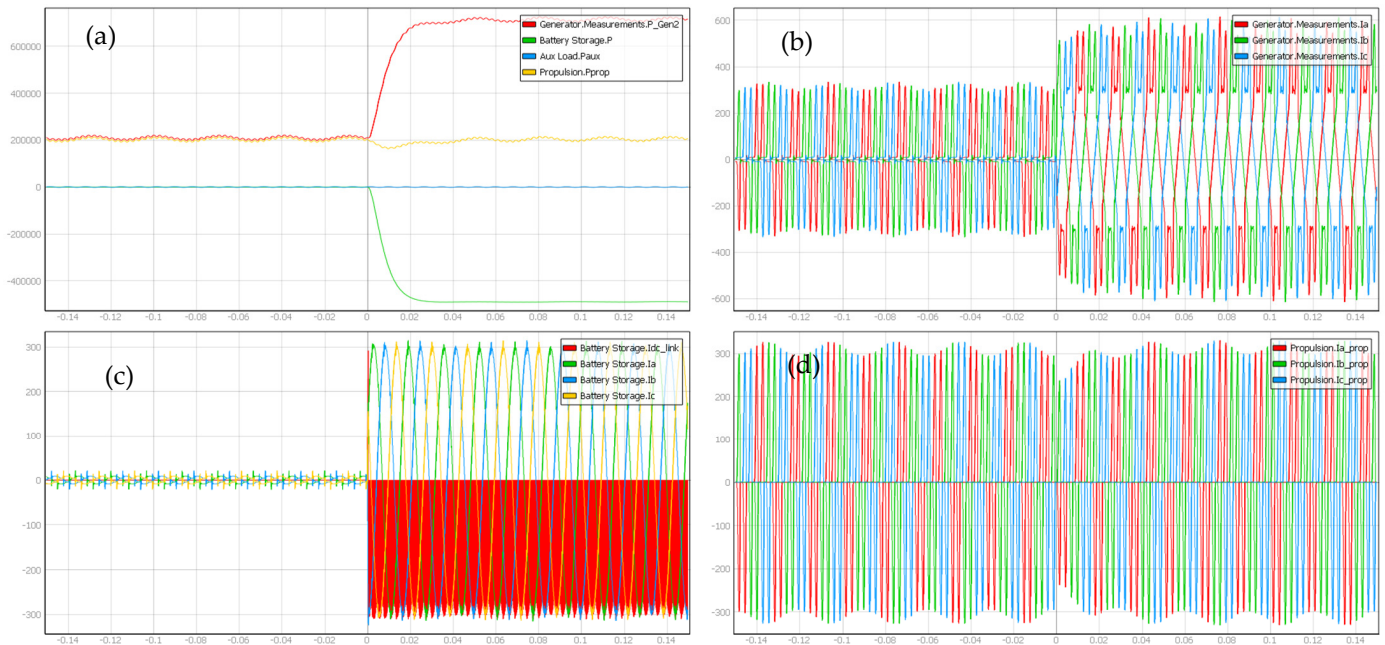 (a)
Generator.Measurements.P_Gen2
Battery Storage.P
Aux Load.Paux
Propulsion.Pprop
600000
400000
200000
0
-200000
-400000
-0.14 -0.12 -0.1 -0.08 -0.06 -0.04 -0.02 0 0.02 0.04 0.06 0.08 0.1 0.12 0.14
(b)
Generator.Measurements.Ia
Generator.Measurements.Ib
Generator.Measurements.Ic
600
400
200
0
-200
-400
-600
-0.14 -0.12 -0.1 -0.08 -0.06 -0.04 -0.02 0 0.02 0.04 0.06 0.08 0.1 0.12 0.14
(c)
Battery Storage.Idc_link
Battery Storage.Ia
Battery Storage.Ib
Battery Storage.Ic
300
200
100
0
-100
-200
-300
-0.14 -0.12 -0.1 -0.08 -0.06 -0.04 -0.02 0 0.02 0.04 0.06 0.08 0.1 0.12 0.14
(d)
Propulsion.Ia_prop
Propulsion.Ib_prop
Propulsion.Ic_prop
300
200
100
0
-100
-200
-300
-0.14 -0.12 -0.1 -0.08 -0.06 -0.04 -0.02 0 0.02 0.04 0.06 0.08 0.1 0.12 0.14